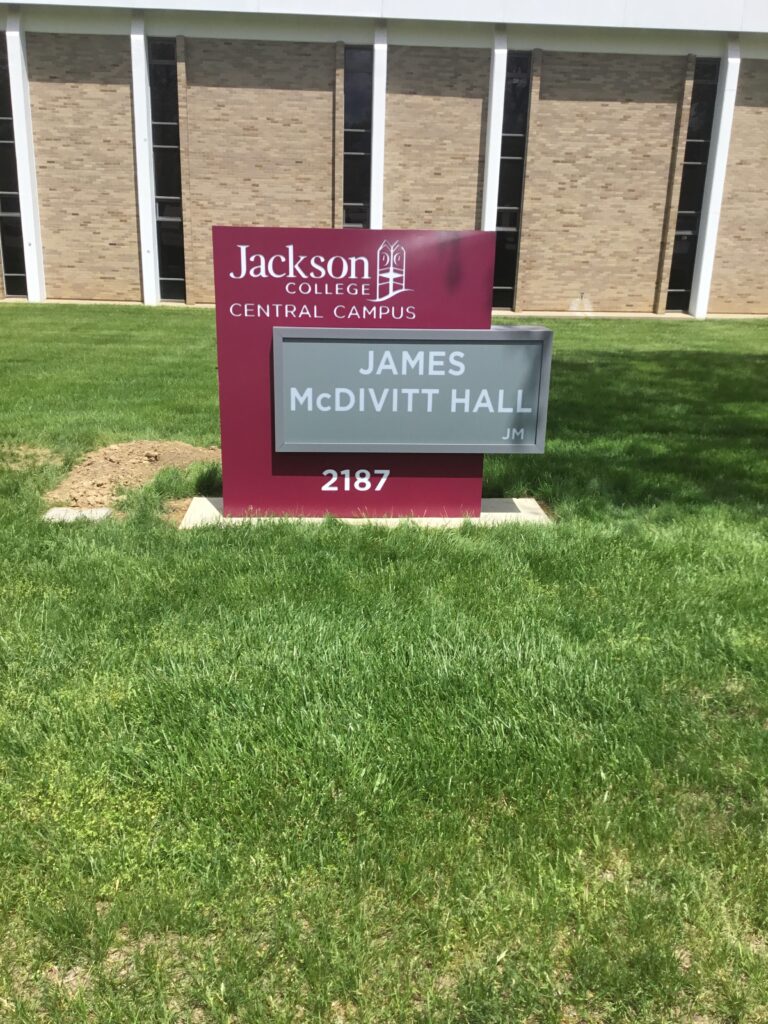 Jackson
COLLEGE
CENTRAL CAMPUS
JAMES
McDIVITT HALL
JM
2187